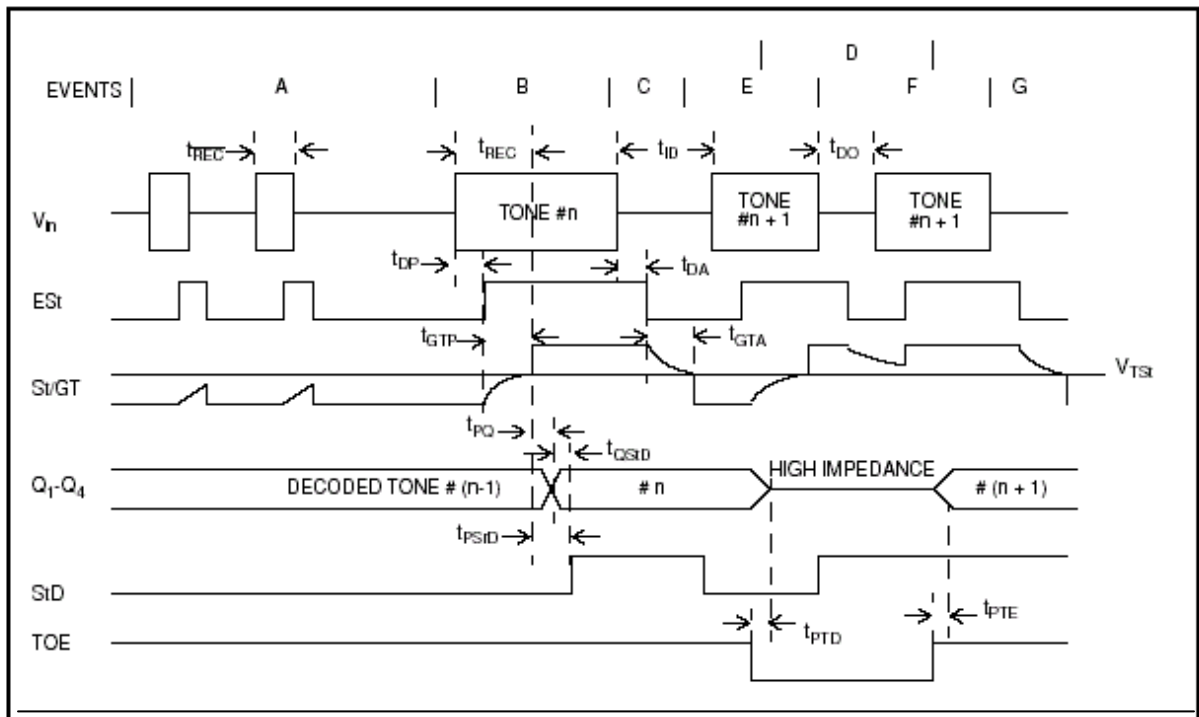 D
EVENTS A B C E F G
tREC tREC tID tDO
Vin TONE #n TONE #n + 1 TONE #n + 1
tDP tDA
ESt
tGTP tGTA
St/GT VTSt
tPQ
tQStD
HIGH IMPEDANCE
Q1-Q4 DECODED TONE # (n-1) # n # (n + 1)
tPStD
StD
tPTE
TOE tPTD